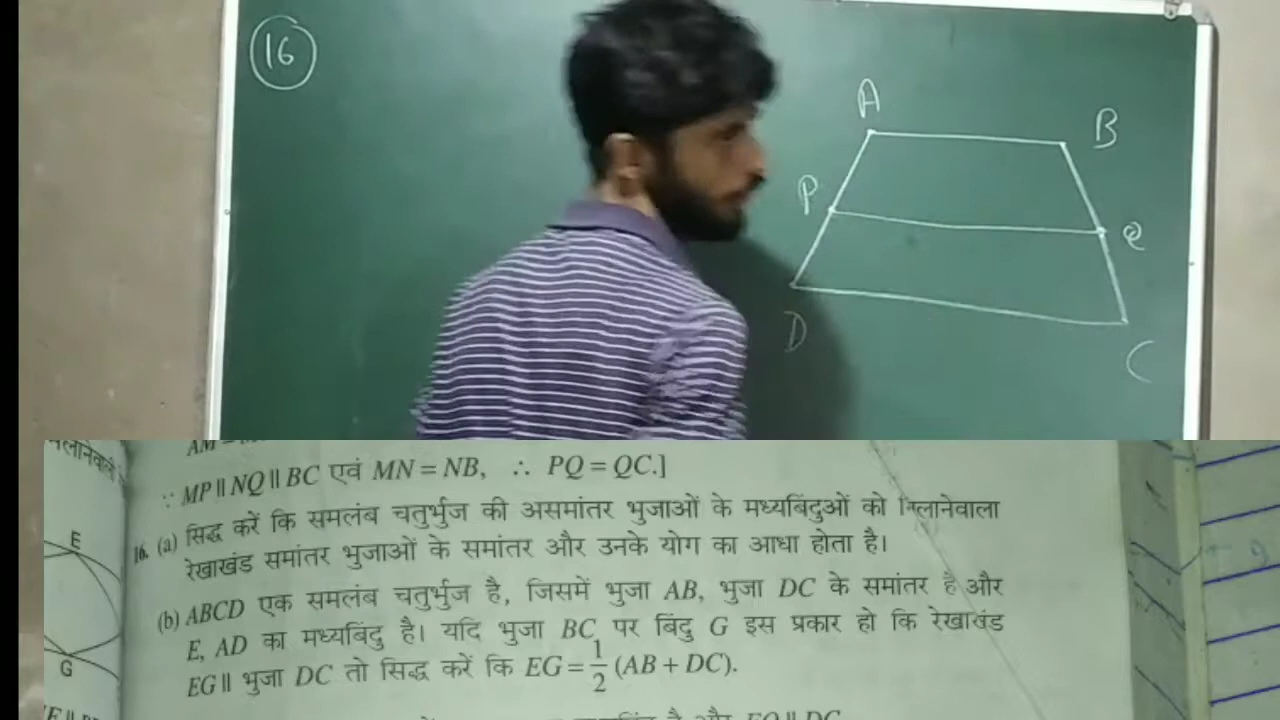 16
A
B
P
Q
D
C
लानेवाले
AM
∵ MP || NQ || BC एवं MN = NB, ∴ PQ = QC.]
16. (a) सिद्ध करें कि समलंब चतुर्भुज की असमांतर भुजाओं के मध्यबिंदुओं को मिलानेवाला
रेखाखंड समांतर भुजाओं के समांतर और उनके योग का आधा होता है।
(b) ABCD एक समलंब चतुर्भुज है, जिसमें भुजा AB, भुजा DC के समांतर है और
E, AD का मध्यबिंदु है। यदि भुजा BC पर बिंदु G इस प्रकार हो कि रेखाखंड
EG || भुजा DC तो सिद्ध करें कि EG = 1/2 (AB + DC).
E
G